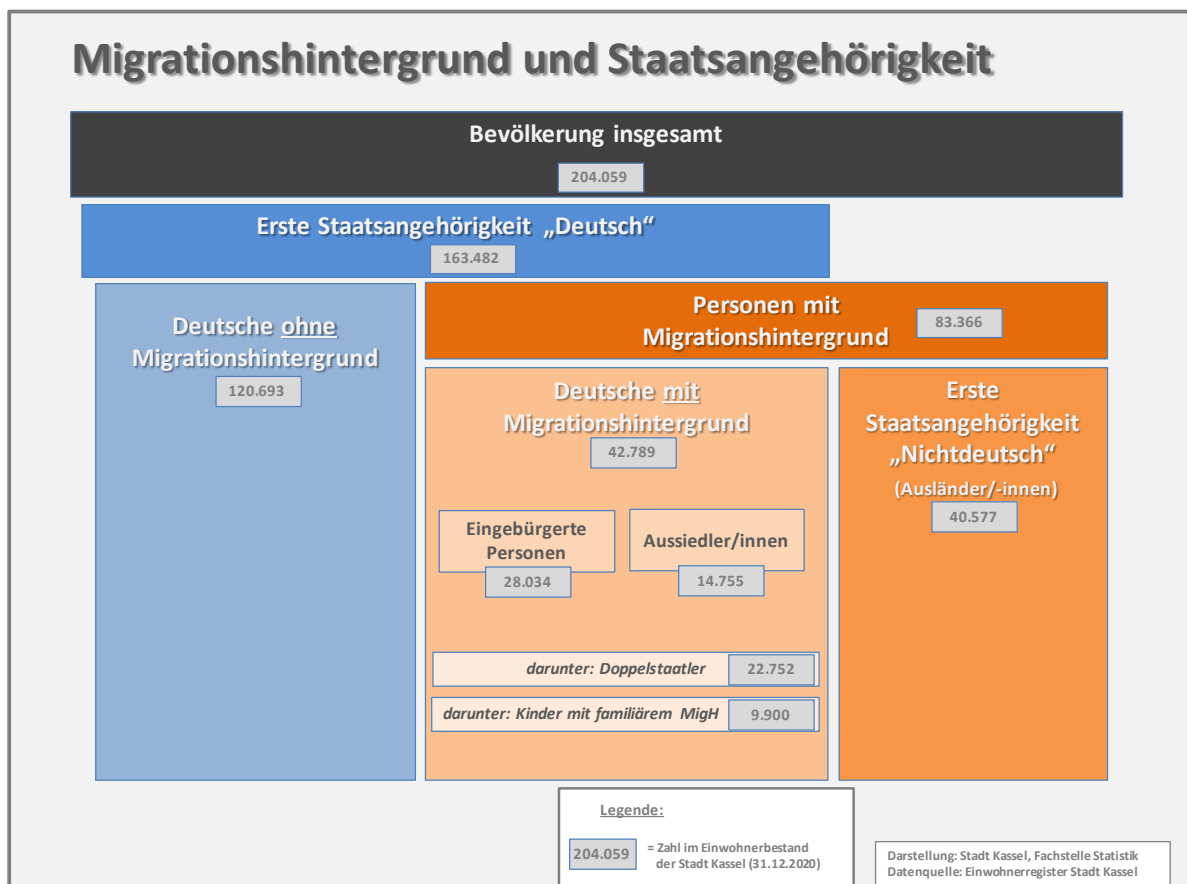 Migrationshintergrund und Staatsangehörigkeit
Bevölkerung insgesamt
204.059
Erste Staatsangehörigkeit „Deutsch“
163.482
Deutsche ohne
Migrationshintergrund
120.693
Personen mit
Migrationshintergrund
83.366
Deutsche mit
Migrationshintergrund
42.789
Eingebürgerte
Personen
28.034
Aussiedler/innen
14.755
darunter: Doppelstaatler
22.752
darunter: Kinder mit familiärem MigH
9.900
Erste
Staatsangehörigkeit
„Nichtdeutsch“
(Ausländer/-innen)
40.577
Legende:
204.059
= Zahl im Einwohnerbestand
der Stadt Kassel (31.12.2020)
Darstellung: Stadt Kassel, Fachstelle Statistik
Datenquelle: Einwohnerregister Stadt Kassel